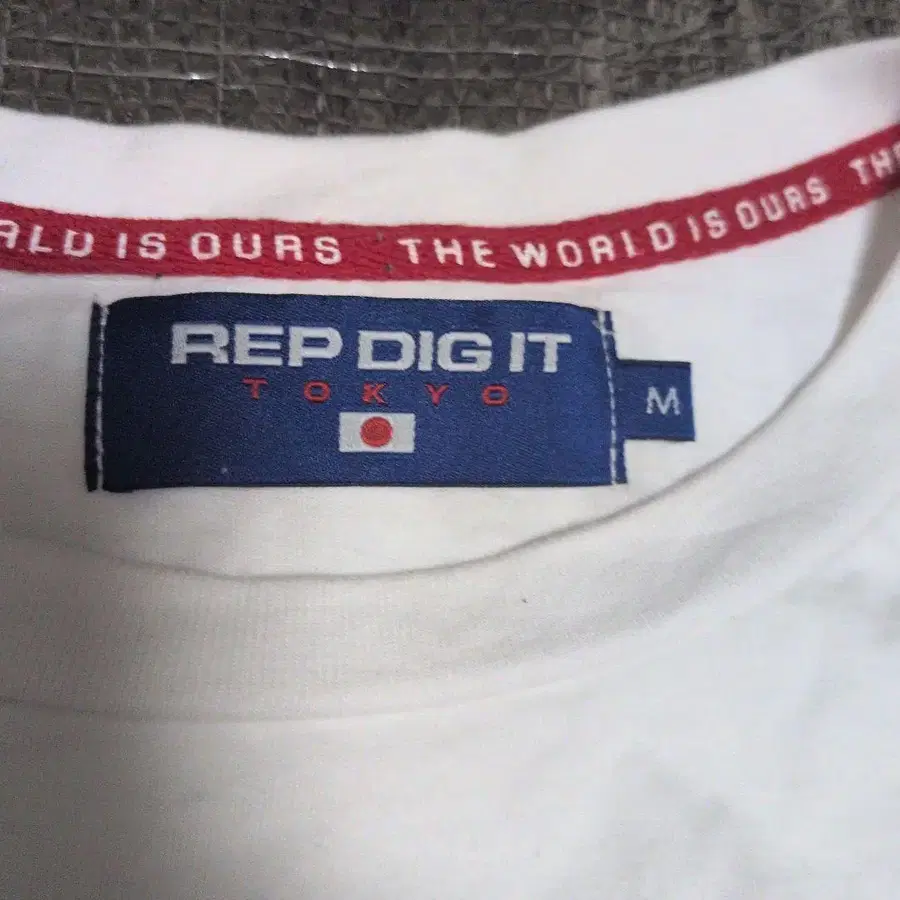 RLD IS OURS THE WORLD IS OURS THE
REP DIG IT
TOKYO
M